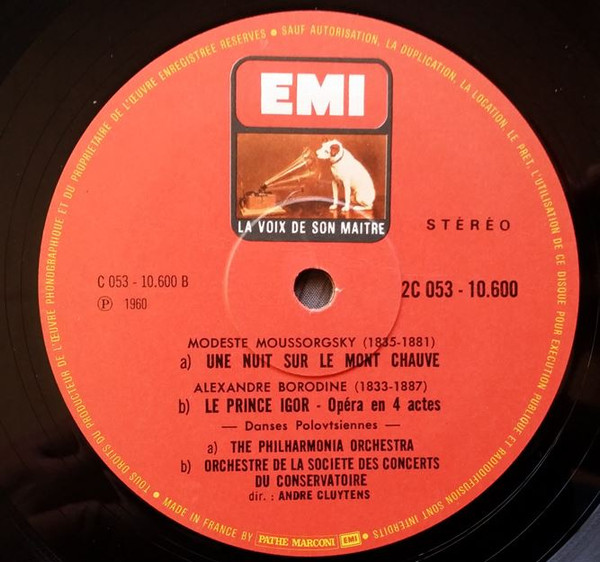 EMI
LA VOIX DE SON MAITRE
STÉRÉO
C 053 - 10.600 B
Ⓟ 1960
2C 053 - 10.600
MODESTE MOUSSORGSKY (1835-1881)
a) UNE NUIT SUR LE MONT CHAUVE
ALEXANDRE BORODINE (1833-1887)
b) LE PRINCE IGOR - Opéra en 4 actes
— Danses Polovtsiennes —
a) THE PHILHARMONIA ORCHESTRA
b) ORCHESTRE DE LA SOCIETE DES CONCERTS
DU CONSERVATOIRE
dir. : ANDRE CLUYTENS
TOUS DROITS DU PRODUCTEUR DE L'ŒUVRE PHONOGRAPHIQUE ET DU PROPRIETAIRE DE L'ŒUVRE ENREGISTREE RESERVES • SAUF AUTORISATION, LA DUPLICATION, LA LOCATION, LE PRET, L'UTILISATION DE CE DISQUE POUR EXECUTION PUBLIQUE ET RADIODIFFUSION SONT INTERDITS •
MADE IN FRANCE BY PATHE MARCONI EMI